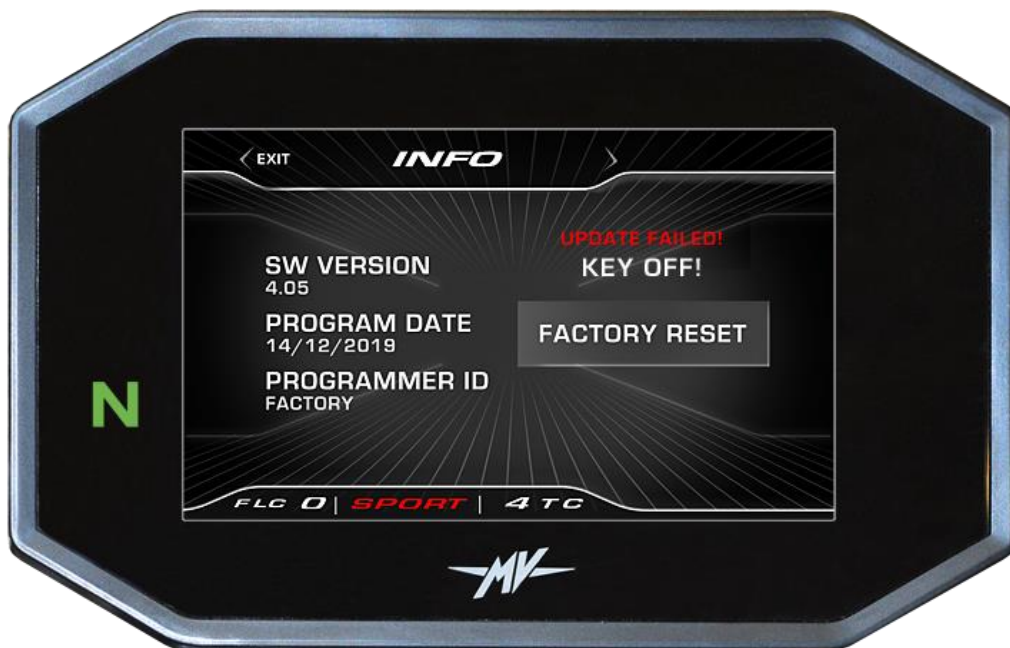 EXIT
INFO
UPDATE FAILED!
KEY OFF!
SW VERSION
4.05
PROGRAM DATE
14/12/2019
PROGRAMMER ID
FACTORY
FACTORY RESET
N
FLC 0 | SPORT | 4 TC
MV